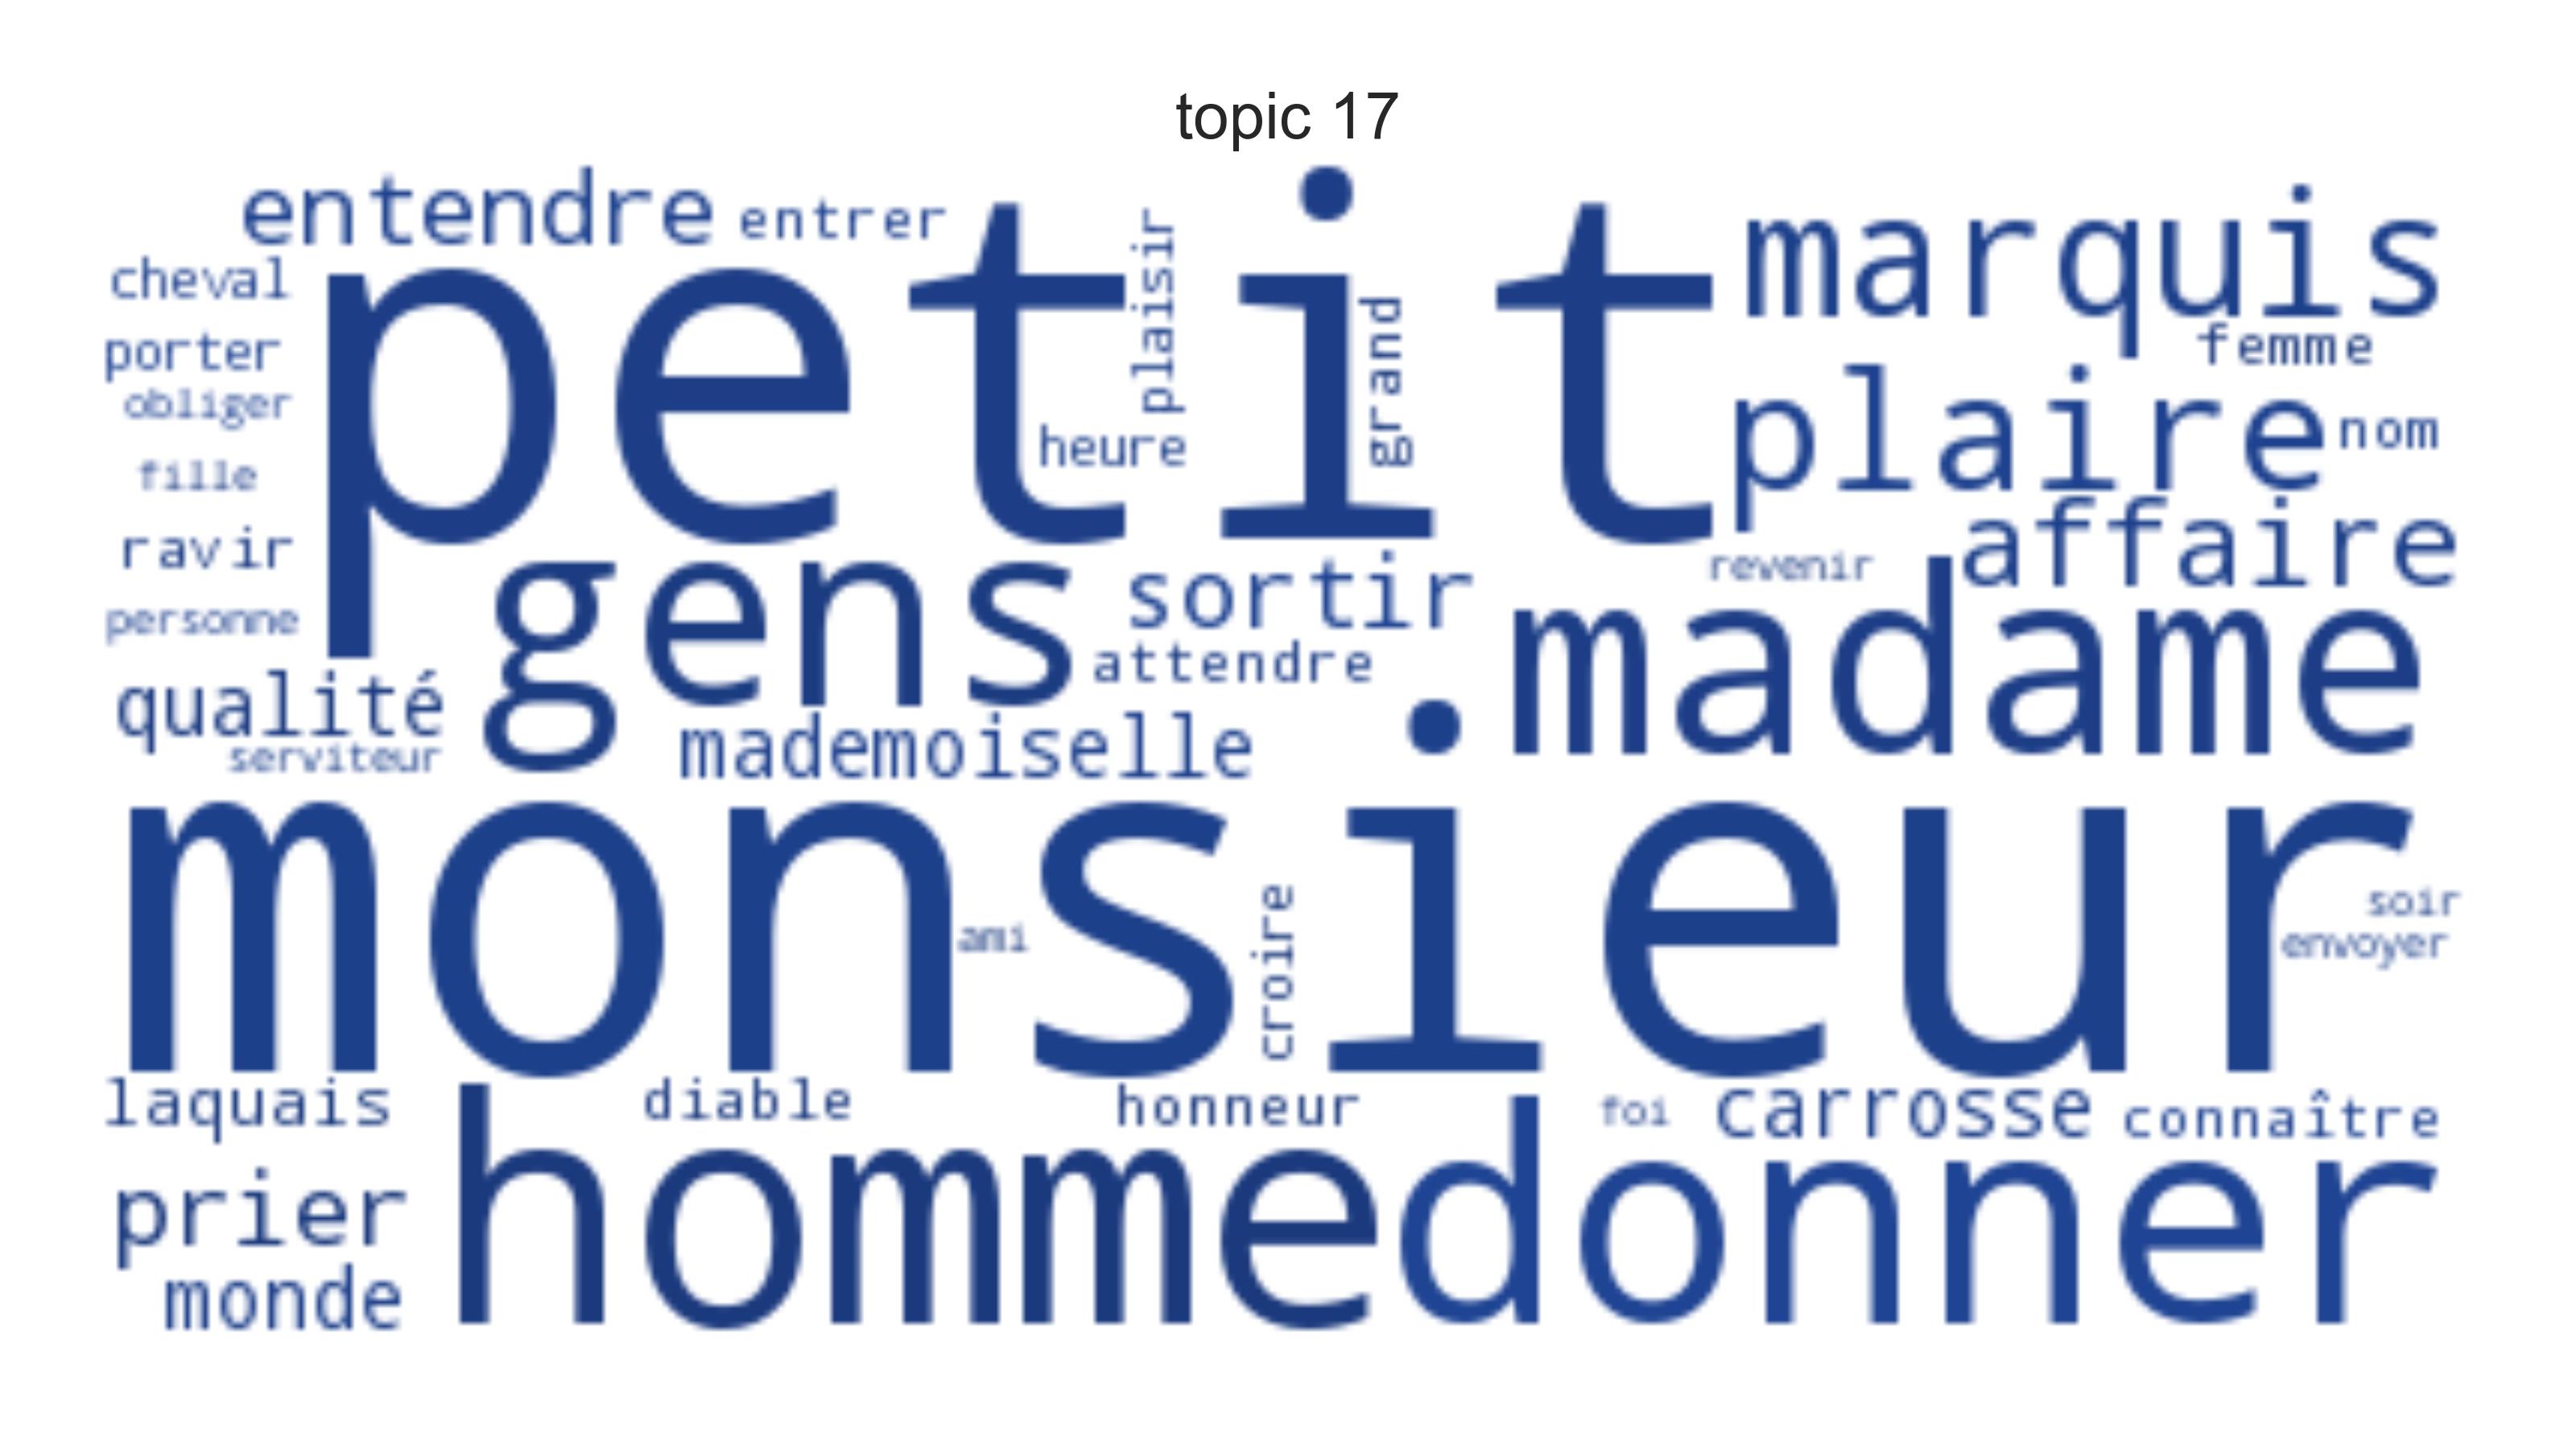 topic 17
entendre
entrer
petit
plaisir
marquis
cheval
grand
femme
porter
plaire
obliger
heure
nom
fille
affaire
ravir
gens
sortir
revenir
personne
madame
attendre
qualité
mademoiselle
serviteur
monsieur
croire
ami
soir
envoyer
laquais
diable
honneur
foi
carrosse
connaître
prier
homme
donner
monde